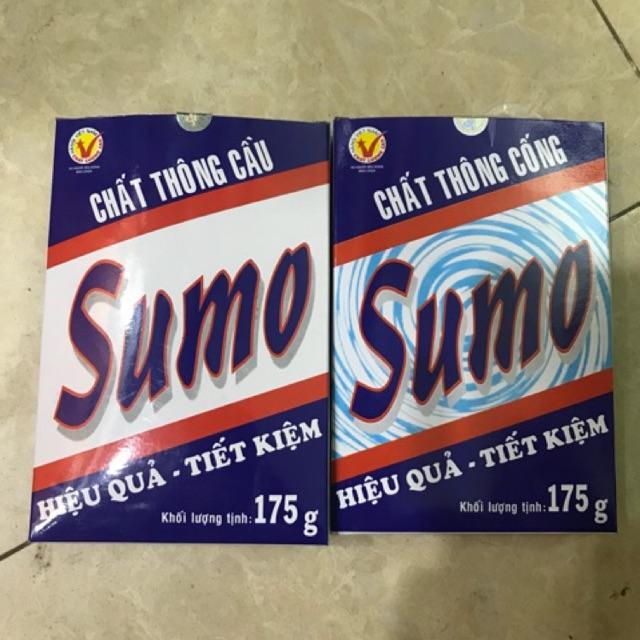 CHẤT THÔNG CẦU
Sumo
HIỆU QUẢ - TIẾT KIỆM
Khối lượng tịnh: 175 g
CHẤT THÔNG CỐNG
Sumo
HIỆU QUẢ - TIẾT KIỆM
Khối lượng tịnh: 175 g